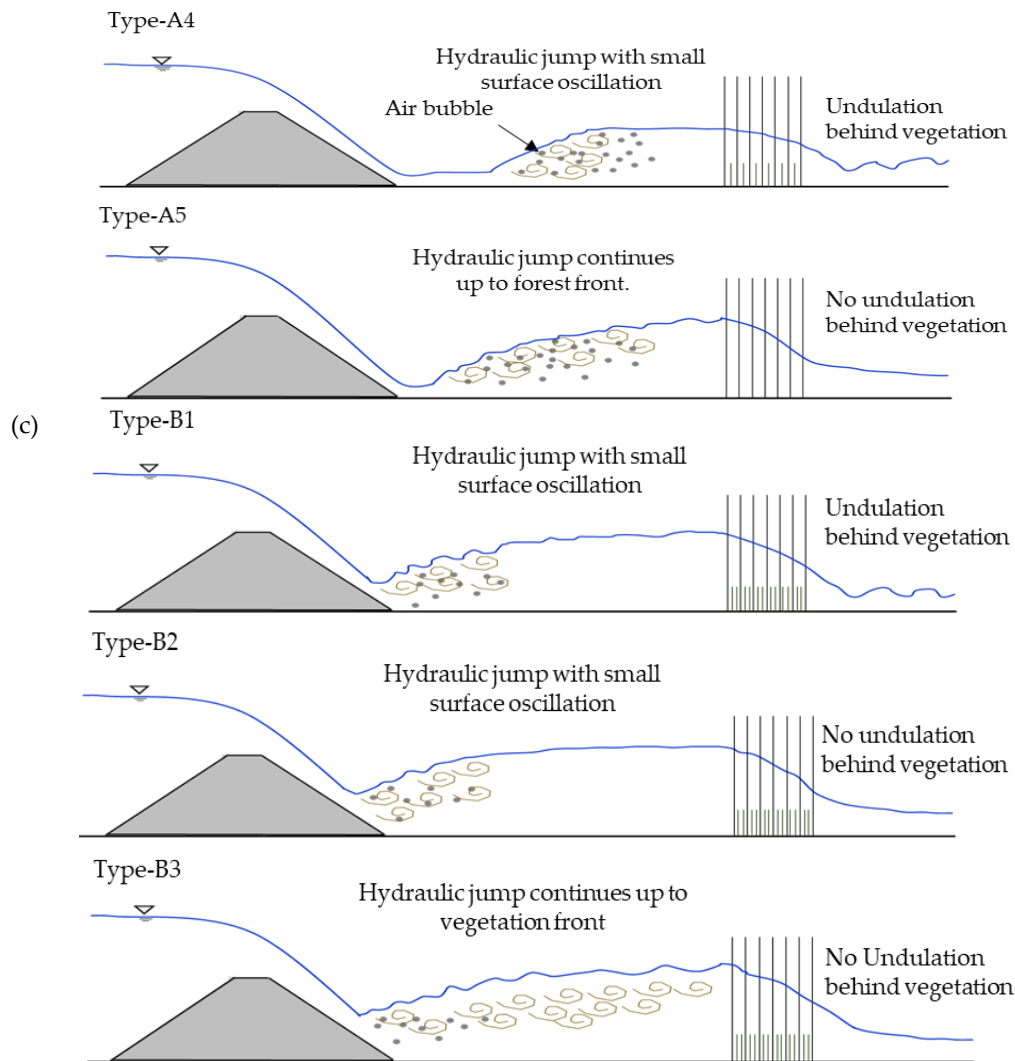 Type-A4
Hydraulic jump with small
surface oscillation
Air bubble
Undulation
behind vegetation
Type-A5
Hydraulic jump continues
up to forest front.
No undulation
behind vegetation
(c)
Type-B1
Hydraulic jump with small
surface oscillation
Undulation
behind vegetation
Type-B2
Hydraulic jump with small
surface oscillation
No undulation
behind vegetation
Type-B3
Hydraulic jump continues up to
vegetation front
No Undulation
behind vegetation